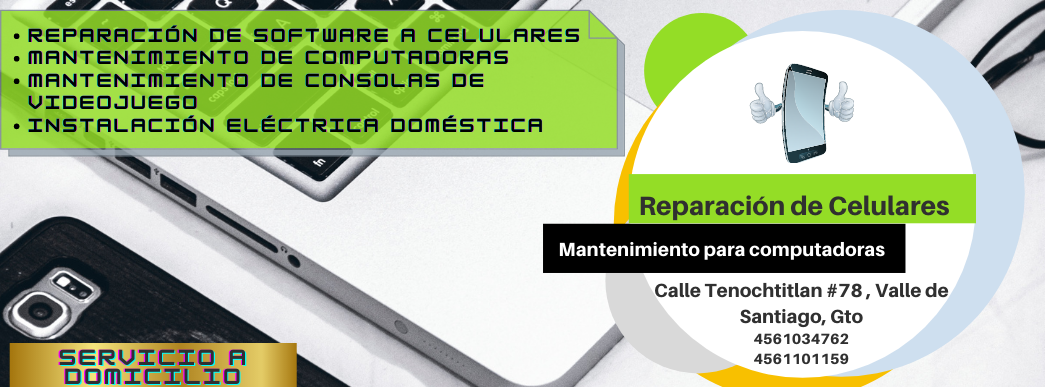 • REPARACIÓN DE SOFTWARE A CELULARES
• MANTENIMIENTO DE COMPUTADORAS
• MANTENIMIENTO DE CONSOLAS DE
VIDEOJUEGO
• INSTALACIÓN ELÉCTRICA DOMÉSTICA
fn
Reparación de Celulares
Mantenimiento para computadoras
Calle Tenochtitlan #78 , Valle de
Santiago, Gto
4561034762
4561101159
SERVICIO A
DOMICILIO